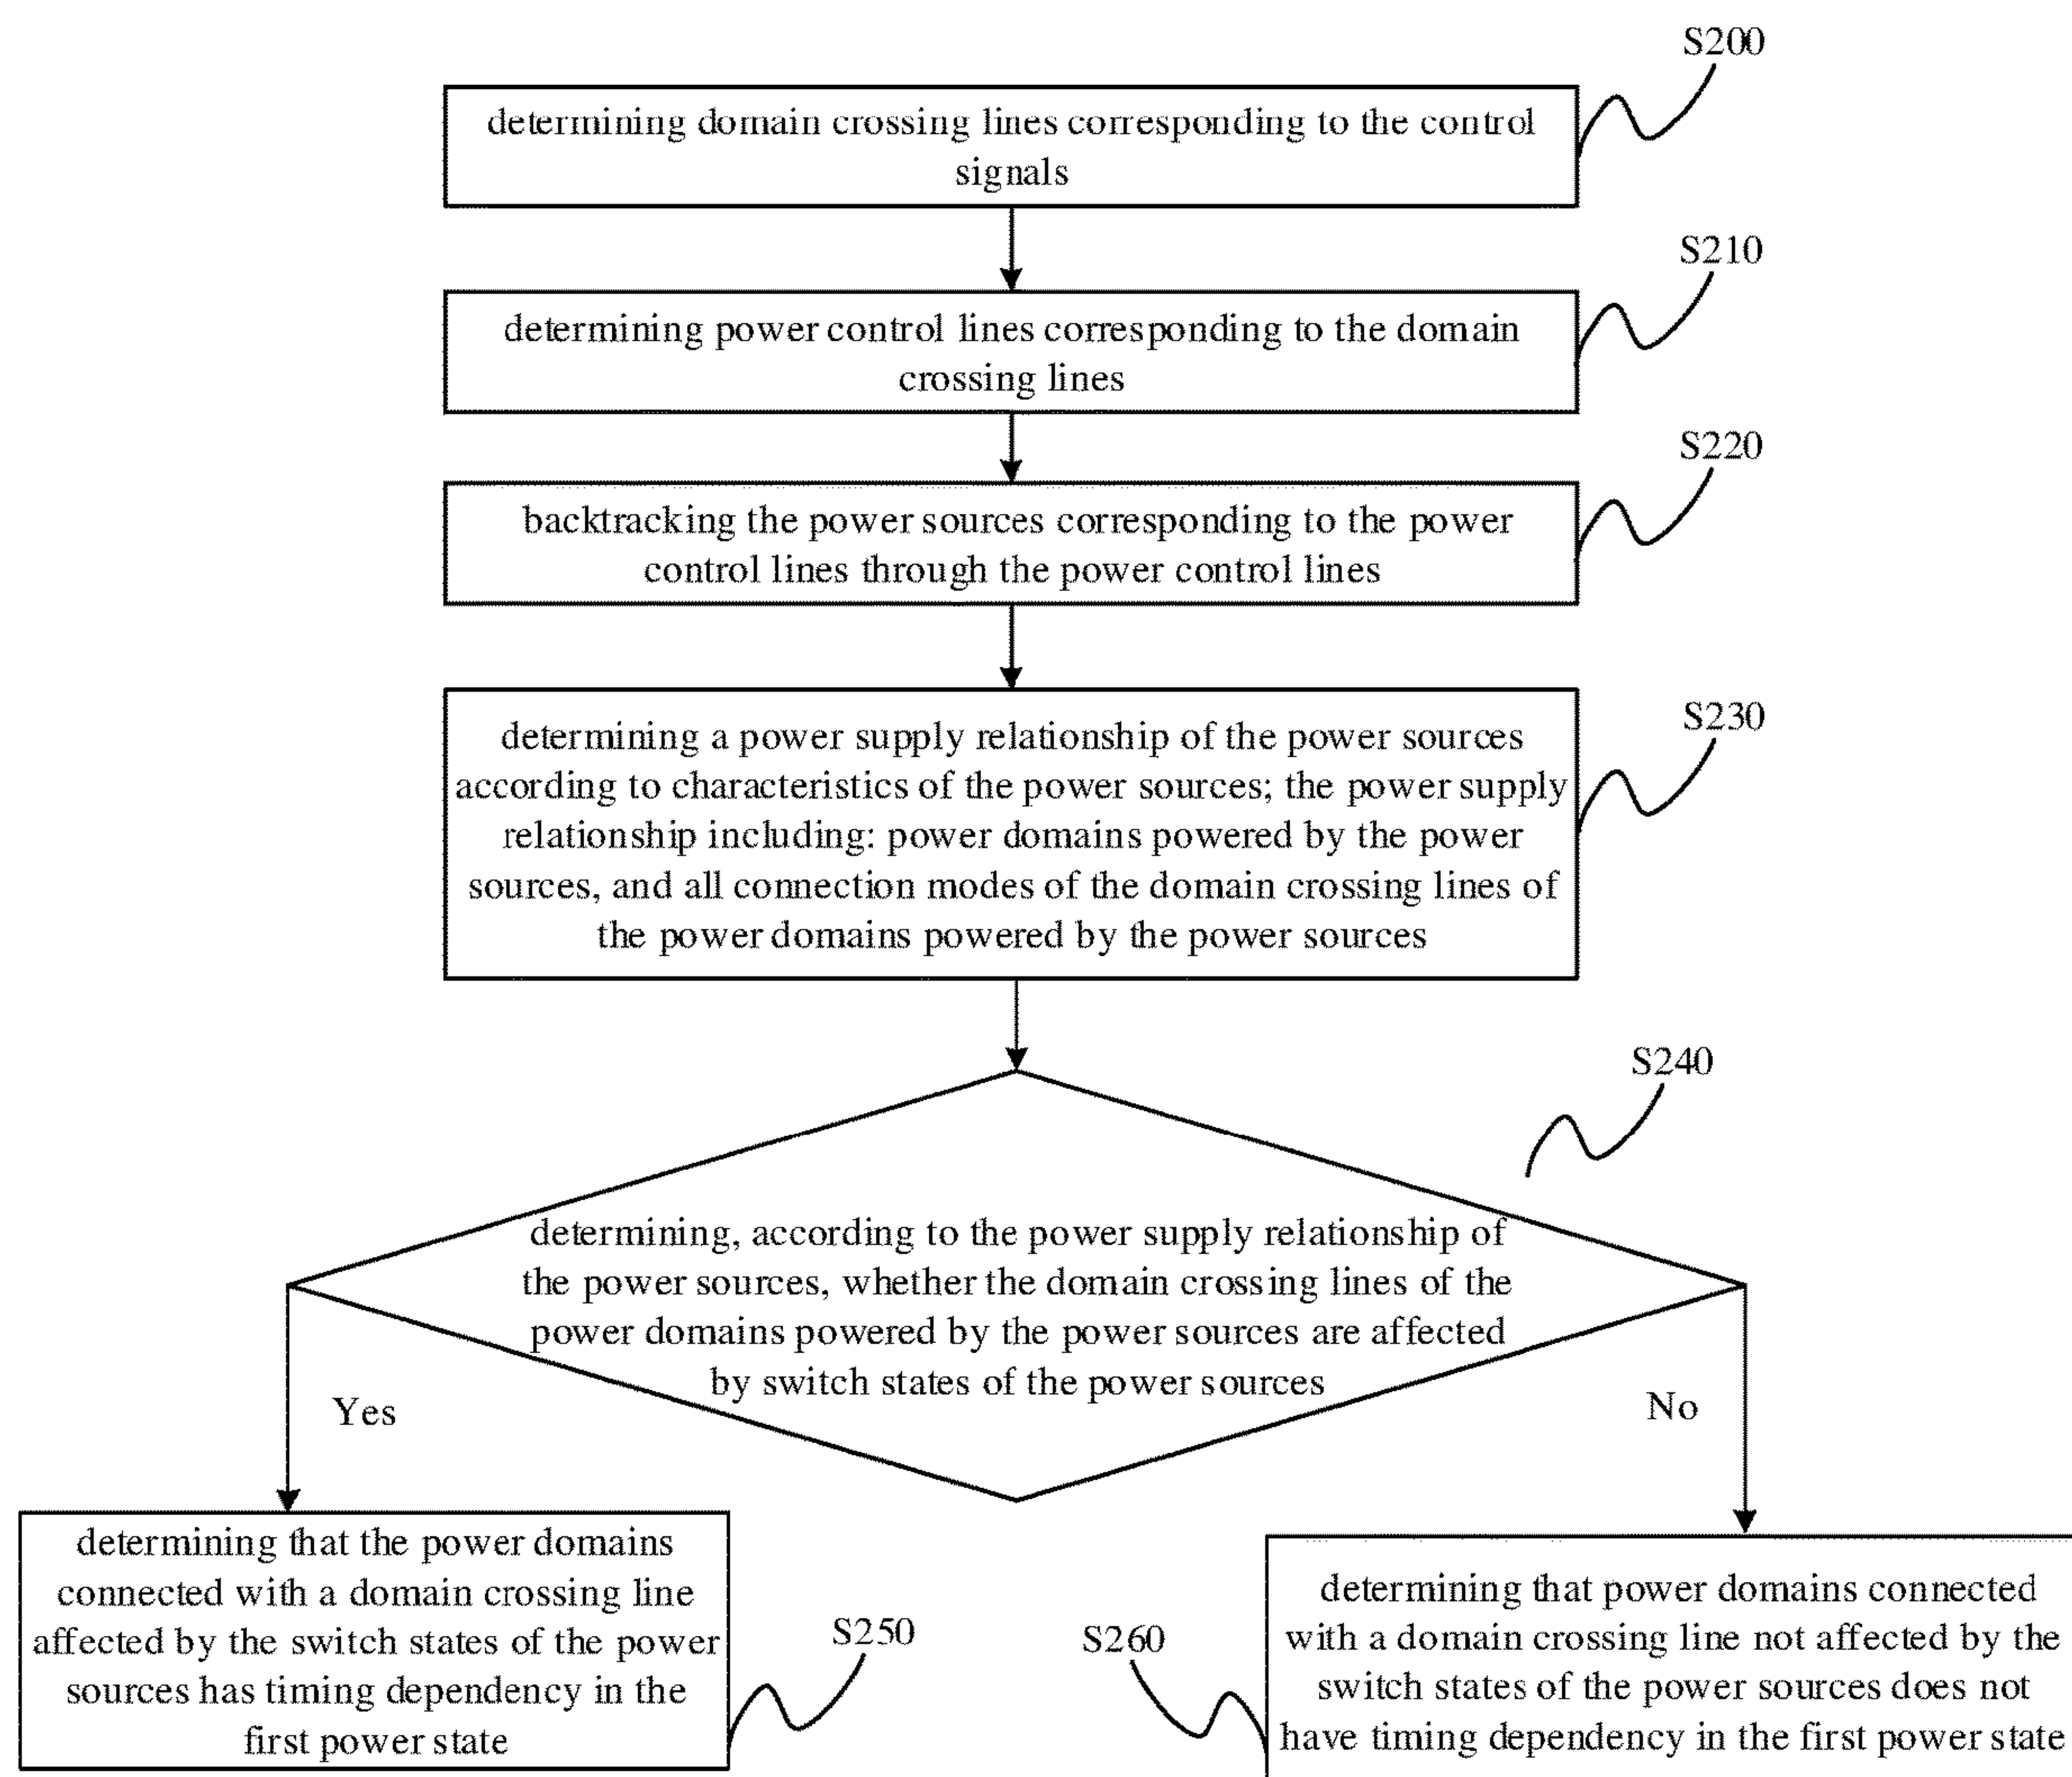 S200
determining domain crossing lines corresponding to the control
signals
S210
determining power control lines corresponding to the domain
crossing lines
S220
backtracking the power sources corresponding to the power
control lines through the power control lines
S230
determining a power supply relationship of the power sources
according to characteristics of the power sources; the power supply
relationship including: power domains powered by the power
sources, and all connection modes of the domain crossing lines of
the power domains powered by the power sources
S240
determining, according to the power supply relationship of
the power sources, whether the domain crossing lines of the
power domains powered by the power sources are affected
by switch states of the power sources
Yes
No
determining that the power domains
connected with a domain crossing line
affected by the switch states of the power
sources has timing dependency in the
first power state
S250
S260
determining that power domains connected
with a domain crossing line not affected by the
switch states of the power sources does not
have timing dependency in the first power state